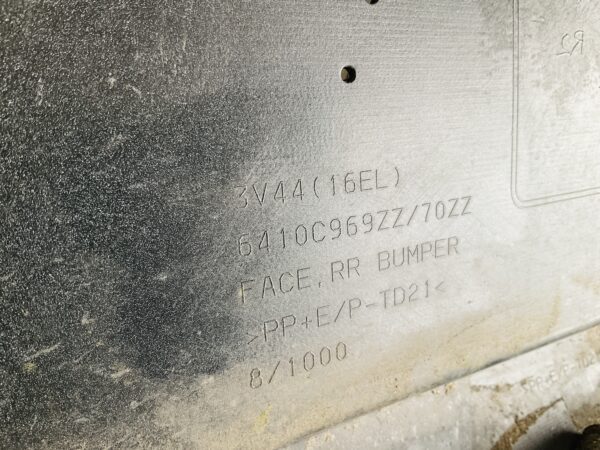 3V44(16EL)
6410C969ZZ/70ZZ
FACE, RR BUMPER
>PP+E/P-TD21<
8/1000